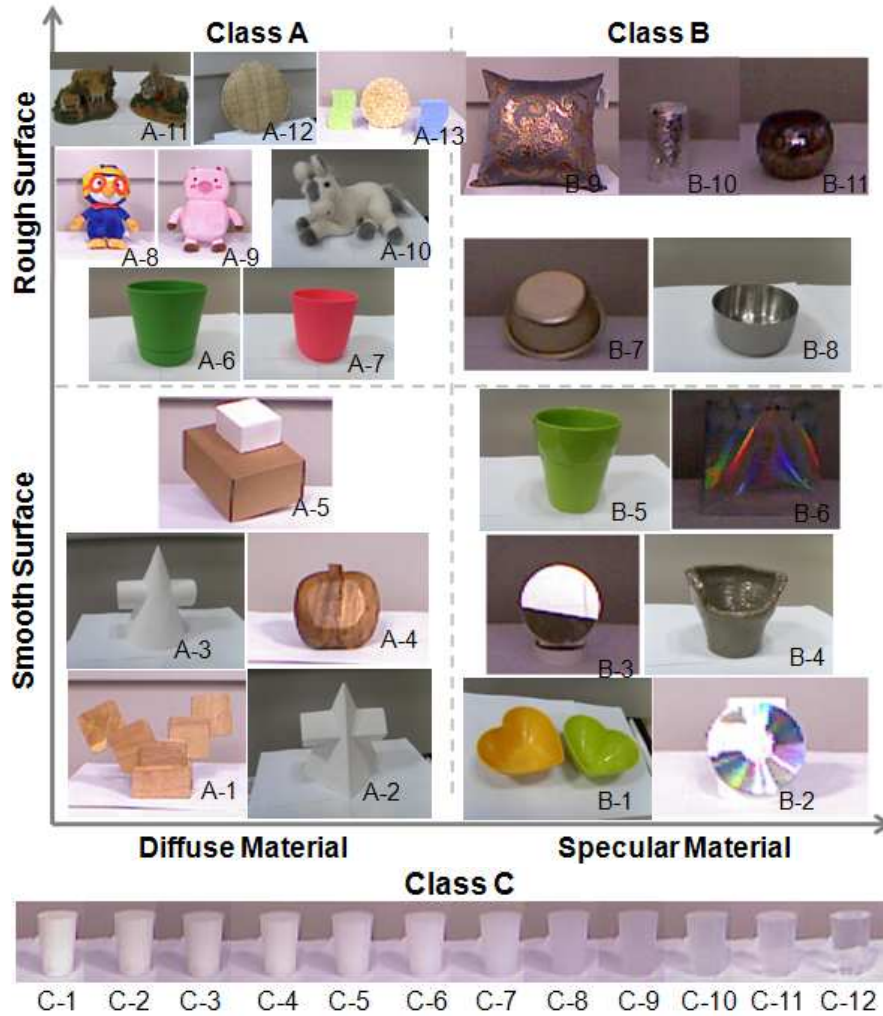 Class A
Class B
Rough Surface
A-11
A-12
A-13
B-9
B-10
B-11
A-8
A-9
A-10
A-6
A-7
B-7
B-8
Smooth Surface
A-5
B-5
B-6
A-3
A-4
B-3
B-4
A-1
A-2
B-1
B-2
Diffuse Material
Specular Material
Class C
C-1 C-2 C-3 C-4 C-5 C-6 C-7 C-8 C-9 C-10 C-11 C-12